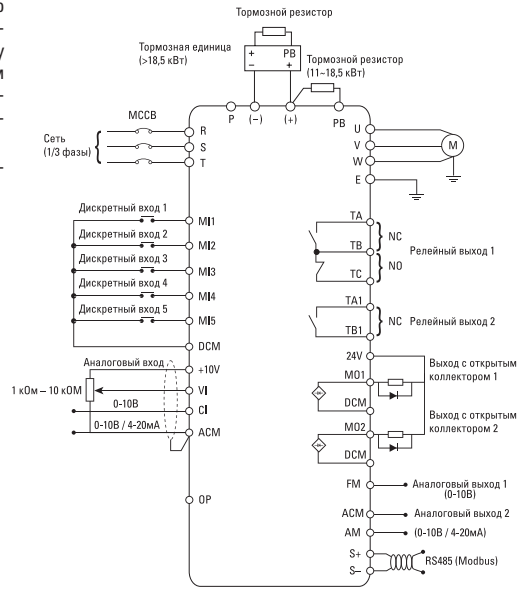 Тормозной резистор
Тормозная единица
(>18,5 кВт)
+ PB
− +
Тормозной резистор
(11~18,5 кВт)
P (−) (+) PB
MCCB
Сеть
(1/3 фазы)
R
S
T
U
V
W
M
E
Дискретный вход 1
MI1
Дискретный вход 2
MI2
Дискретный вход 3
MI3
Дискретный вход 4
MI4
Дискретный вход 5
MI5
DCM
Аналоговый вход
+10V
1 кОм – 10 кОМ
VI
0-10В
CI
0-10В / 4-20мА
ACM
OP
TA
NC
TB
Релейный выход 1
NO
TC
TA1
NC Релейный выход 2
TB1
24V
Выход с открытым
коллектором 1
MO1
DCM
Выход с открытым
коллектором 2
MO2
DCM
FM
Аналоговый выход 1
(0-10В)
ACM
Аналоговый выход 2
AM
(0-10В / 4-20мА)
S+
RS485 (Modbus)
S−